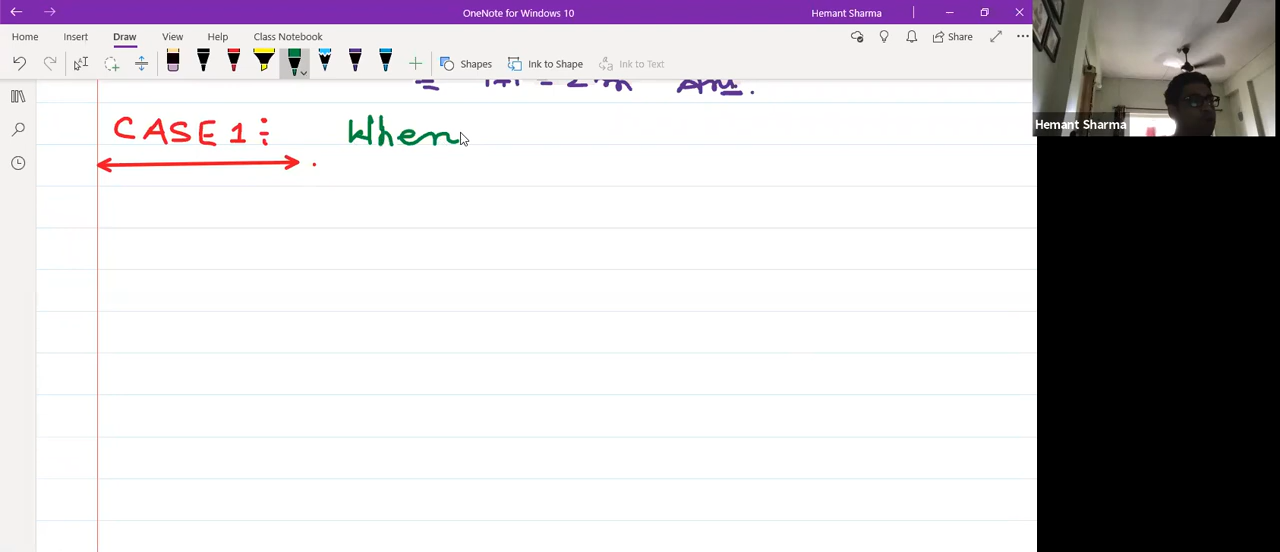 OneNote for Windows 10
Hemant Sharma
Home Insert Draw View Help Class Notebook
Share
Shapes Ink to Shape Ink to Text
CASE 1 : When
Hemant Sharma